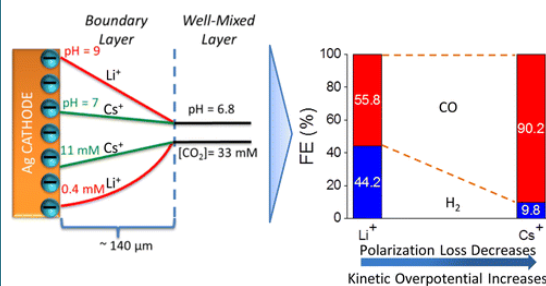 Boundary Layer
Well-Mixed Layer
pH = 9
Li+
pH = 7
Cs+
pH = 6.8
11 mM
Cs+
[CO2]= 33 mM
0.4 mM
Li+
Ag CATHODE
~ 140 µm
FE (%)
100
80
60
40
20
0
55.8
44.2
CO
H2
90.2
9.8
Li+
Cs+
Polarization Loss Decreases
Kinetic Overpotential Increases